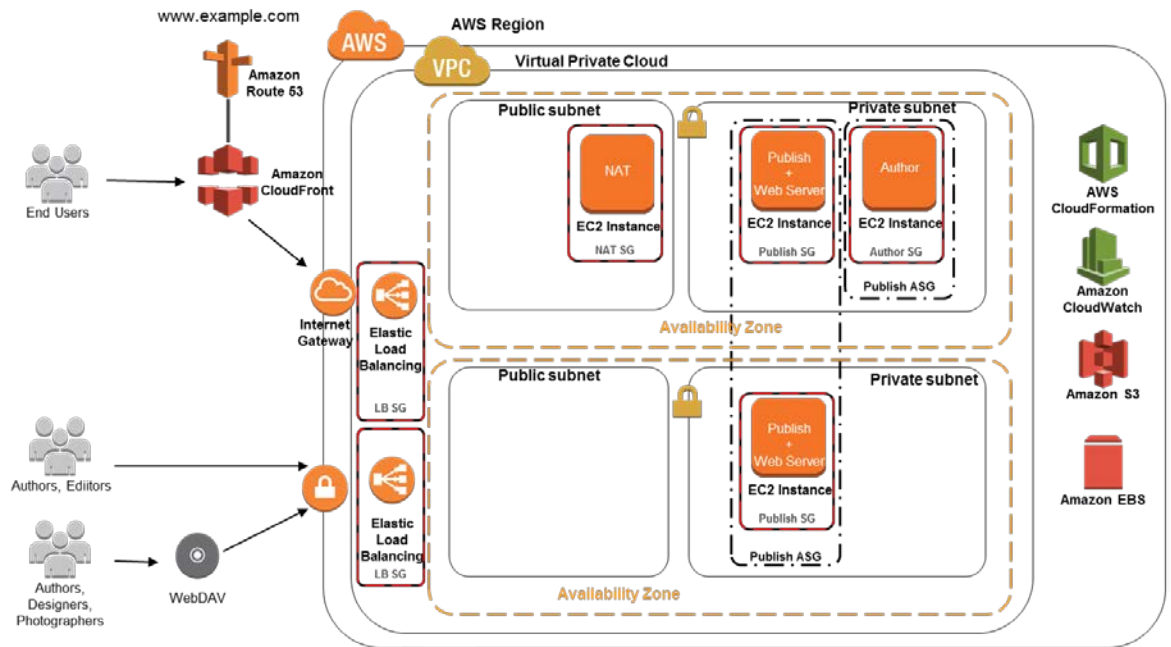 www.example.com
AWS Region
AWS
Amazon
Route 53
VPC
Virtual Private Cloud
Public subnet
Private subnet
NAT
EC2 Instance
NAT SG
Publish
+
Web Server
EC2 Instance
Publish SG
Author
EC2 Instance
Author SG
Publish ASG
Availability Zone
End Users
Amazon
CloudFront
Internet
Gateway
Elastic
Load
Balancing
LB SG
Public subnet
Private subnet
Publish
+
Web Server
EC2 Instance
Publish SG
Publish ASG
Availability Zone
Elastic
Load
Balancing
LB SG
Authors, Ediitors
Authors,
Designers,
Photographers
WebDAV
AWS
CloudFormation
Amazon
CloudWatch
Amazon S3
Amazon EBS